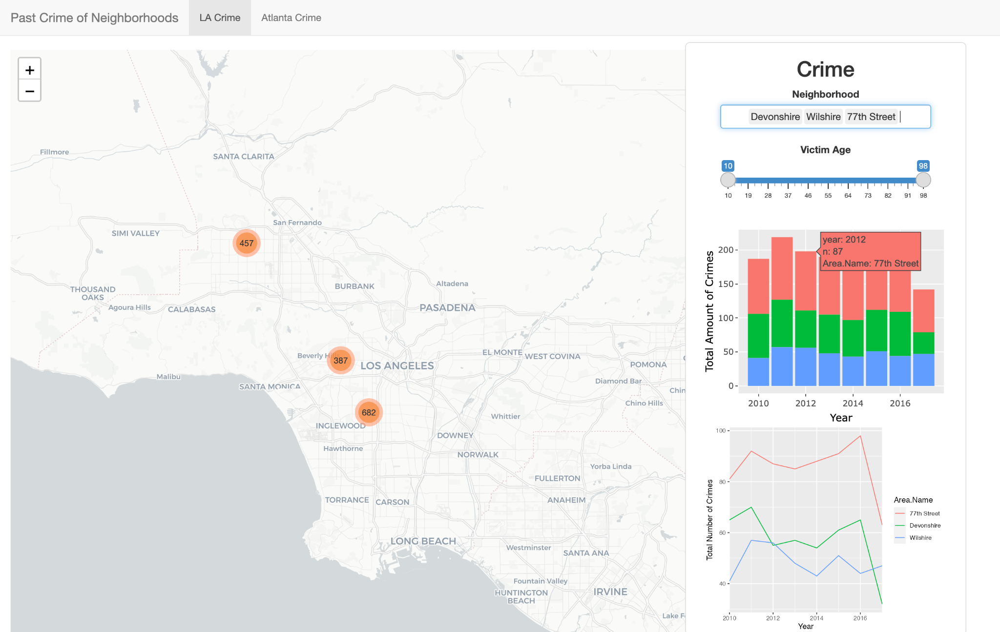 Past Crime of Neighborhoods
LA Crime
Atlanta Crime
+
−
Fillmore
SANTA CLARITA
San Fernando
SIMI VALLEY
457
THOUSAND
OAKS
BURBANK
Altadena
Agoura Hills
CALABASAS
PASADENA
Beverly
387
LOS ANGELES
EL MONTE
WEST COVINA
POMONA
Malibu
SANTA MONICA
Diamond Bar
Chin
Chino Hills
682
INGLEWOOD
Whittier
DOWNEY
Hawthorne
NORWALK
Yorba Linda
FULLERTON
TORRANCE
CARSON
ANAHEIM
LONG BEACH
Westminster
SANTA ANA
Fountain Valley
HUNTINGTON
BEACH
IRVINE
Lake Fo
Crime
Neighborhood
Devonshire Wilshire 77th Street
Victim Age
10 98
10 19 28 37 46 55 64 73 82 91 98
year: 2012
n: 87
Area.Name: 77th Street
Total Amount of Crimes
200
150
100
50
0
2010 2012 2014 2016
Year
Total Number of Crimes
100
80
60
40
2010 2012 2014 2016
Year
Area.Name
77th Street
Devonshire
Wilshire